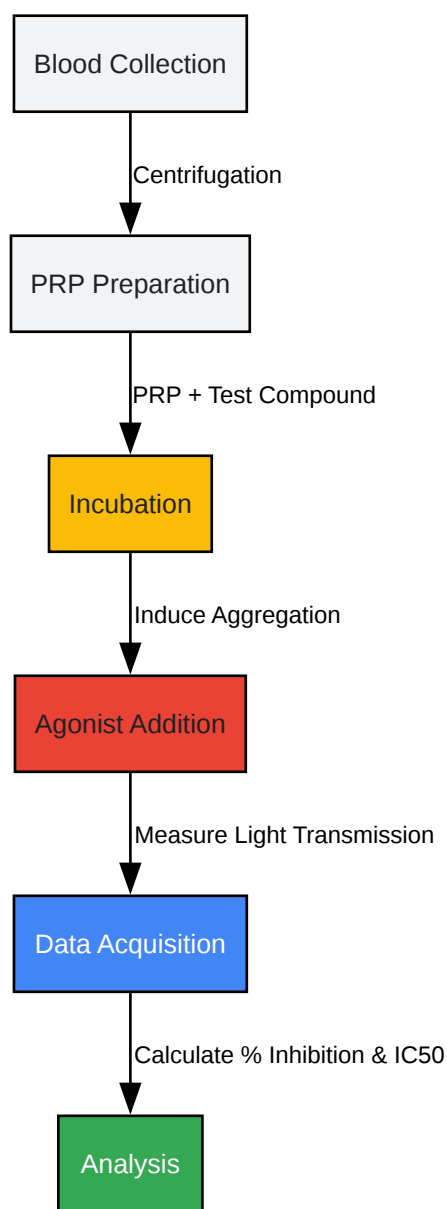 Blood Collection
Centrifugation
PRP Preparation
PRP + Test Compound
Incubation
Induce Aggregation
Agonist Addition
Measure Light Transmission
Data Acquisition
Calculate % Inhibition & IC50
Analysis